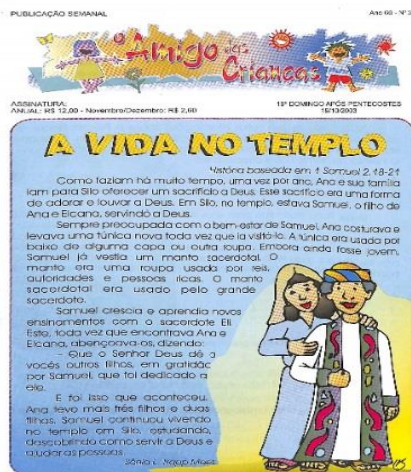 PUBLICAÇÃO SEMANAL
Ano 66 - Nº
O Amigo das
Crianças
ASSINATURA:
ANUAL: R$ 12,00 - Novembro/Dezembro: R$ 2,60
18º DOMINGO APÓS PENTECOSTES
A VIDA NO TEMPLO
História baseada em 1 Samuel 2.18-21
Como faziam há muito tempo, uma vez por ano, Ana e sua família
iam para Siló oferecer um sacrifício a Deus. Esse sacrifício era uma forma
de adorar e louvar a Deus. Em Siló, no templo, estava Samuel, o filho de
Ana e Elcana, servindo a Deus.
Sempre preocupada com o bem-estar de Samuel, Ana costurava e
levava uma túnica nova toda vez que ia visitá-lo. A túnica era usada por
baixo de alguma capa ou outra roupa. Embora ainda fosse jovem,
Samuel já vestia um manto sacerdotal. O
manto era uma roupa usada por reis,
autoridades e pessoas ricas. O manto
sacerdotal era usado pelo grande
sacerdote.
Samuel crescia e aprendia novos
ensinamentos com o sacerdote Eli.
Este, toda vez que encontrava Ana e
Elcana, abençoava-os, dizendo:
- Que o Senhor Deus dê a
vocês outros filhos, em gratidão
por Samuel, que foi dedicado a
ele.
E foi isso que aconteceu.
Ana teve mais três filhos e duas
filhas. Samuel continuou vivendo
no templo em Siló, estudando,
descobrindo como servir a Deus e
ajudar as pessoas.